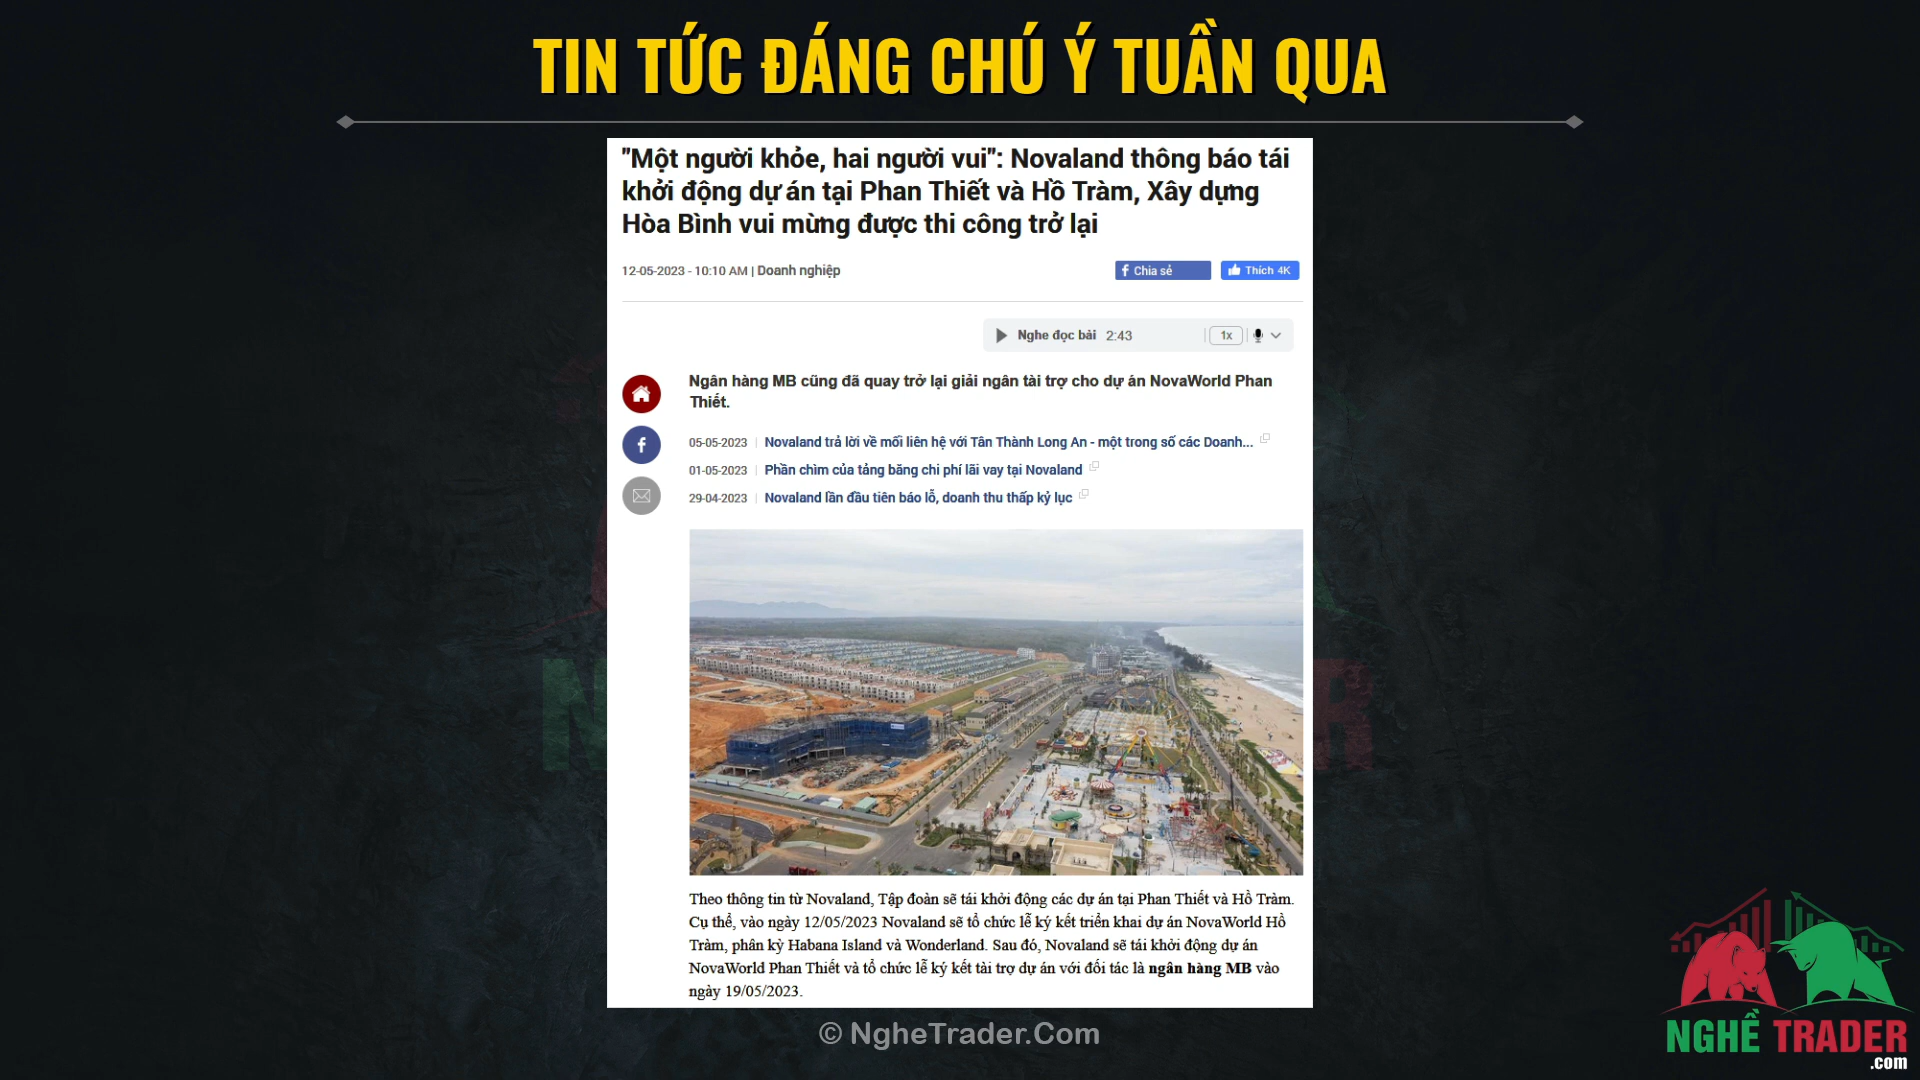 TIN TỨC ĐÁNG CHÚ Ý TUẦN QUA
"Một người khỏe, hai người vui": Novaland thông báo tái
khởi động dự án tại Phan Thiết và Hồ Tràm, Xây dựng
Hòa Bình vui mừng được thi công trở lại
12-05-2023 - 10:10 AM | Doanh nghiệp
Chia sẻ
Thích 4K
Nghe đọc bài 2:43
1x
Ngân hàng MB cũng đã quay trở lại giải ngân tài trợ cho dự án NovaWorld Phan
Thiết.
05-05-2023 | Novaland trả lời về mối liên hệ với Tân Thành Long An - một trong số các Doanh...
01-05-2023 | Phần chìm của tảng băng chi phí lãi vay tại Novaland
29-04-2023 | Novaland lần đầu tiên báo lỗ, doanh thu thấp kỷ lục
Theo thông tin từ Novaland, Tập đoàn sẽ tái khởi động các dự án tại Phan Thiết và Hồ Tràm.
Cụ thể, vào ngày 12/05/2023 Novaland sẽ tổ chức lễ ký kết triển khai dự án NovaWorld Hồ
Tràm, phân kỳ Habana Island và Wonderland. Sau đó, Novaland sẽ tái khởi động dự án
NovaWorld Phan Thiết và tổ chức lễ ký kết tài trợ dự án với đối tác là ngân hàng MB vào
ngày 19/05/2023.
© NgheTrader.Com
NGHỀ TRADER
.com